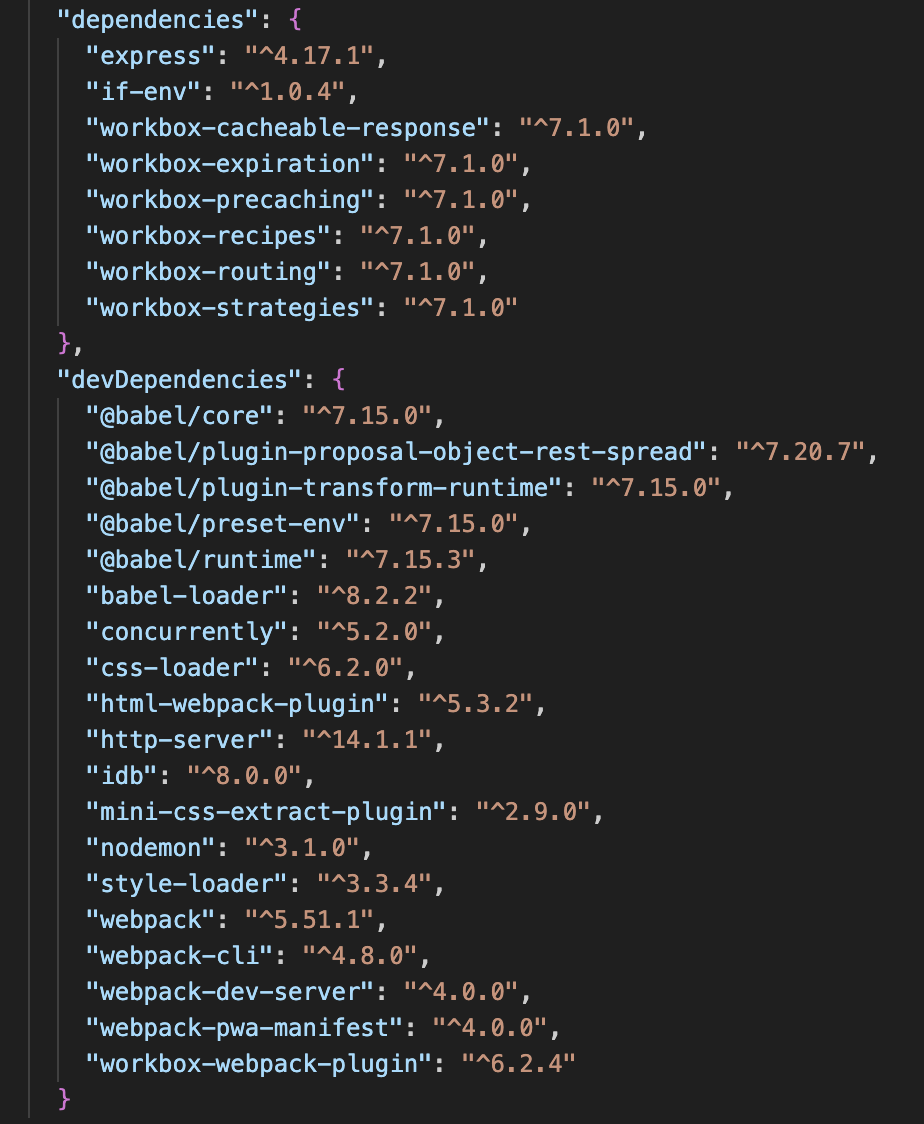 "dependencies": {
"express": "^4.17.1",
"if-env": "^1.0.4",
"workbox-cacheable-response": "^7.1.0",
"workbox-expiration": "^7.1.0",
"workbox-precaching": "^7.1.0",
"workbox-recipes": "^7.1.0",
"workbox-routing": "^7.1.0",
"workbox-strategies": "^7.1.0"
},
"devDependencies": {
"@babel/core": "^7.15.0",
"@babel/plugin-proposal-object-rest-spread": "^7.20.7",
"@babel/plugin-transform-runtime": "^7.15.0",
"@babel/preset-env": "^7.15.0",
"@babel/runtime": "^7.15.3",
"babel-loader": "^8.2.2",
"concurrently": "^5.2.0",
"css-loader": "^6.2.0",
"html-webpack-plugin": "^5.3.2",
"http-server": "^14.1.1",
"idb": "^8.0.0",
"mini-css-extract-plugin": "^2.9.0",
"nodemon": "^3.1.0",
"style-loader": "^3.3.4",
"webpack": "^5.51.1",
"webpack-cli": "^4.8.0",
"webpack-dev-server": "^4.0.0",
"webpack-pwa-manifest": "^4.0.0",
"workbox-webpack-plugin": "^6.2.4"
}